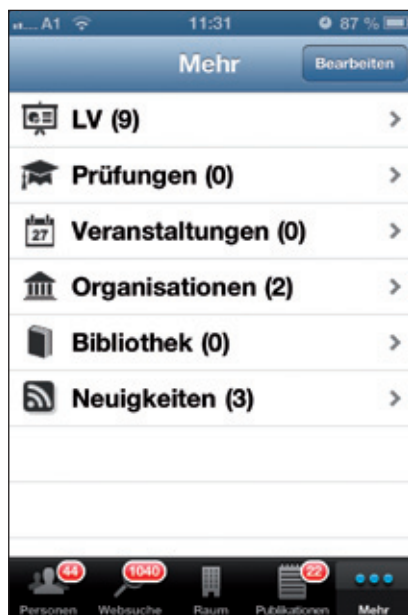 A1 11:31 87 %
Mehr Bearbeiten
LV (9)
Prüfungen (0)
27 Veranstaltungen (0)
Organisationen (2)
Bibliothek (0)
Neuigkeiten (3)
44 1040 22
Personen Websuche Raum Publikationen Mehr